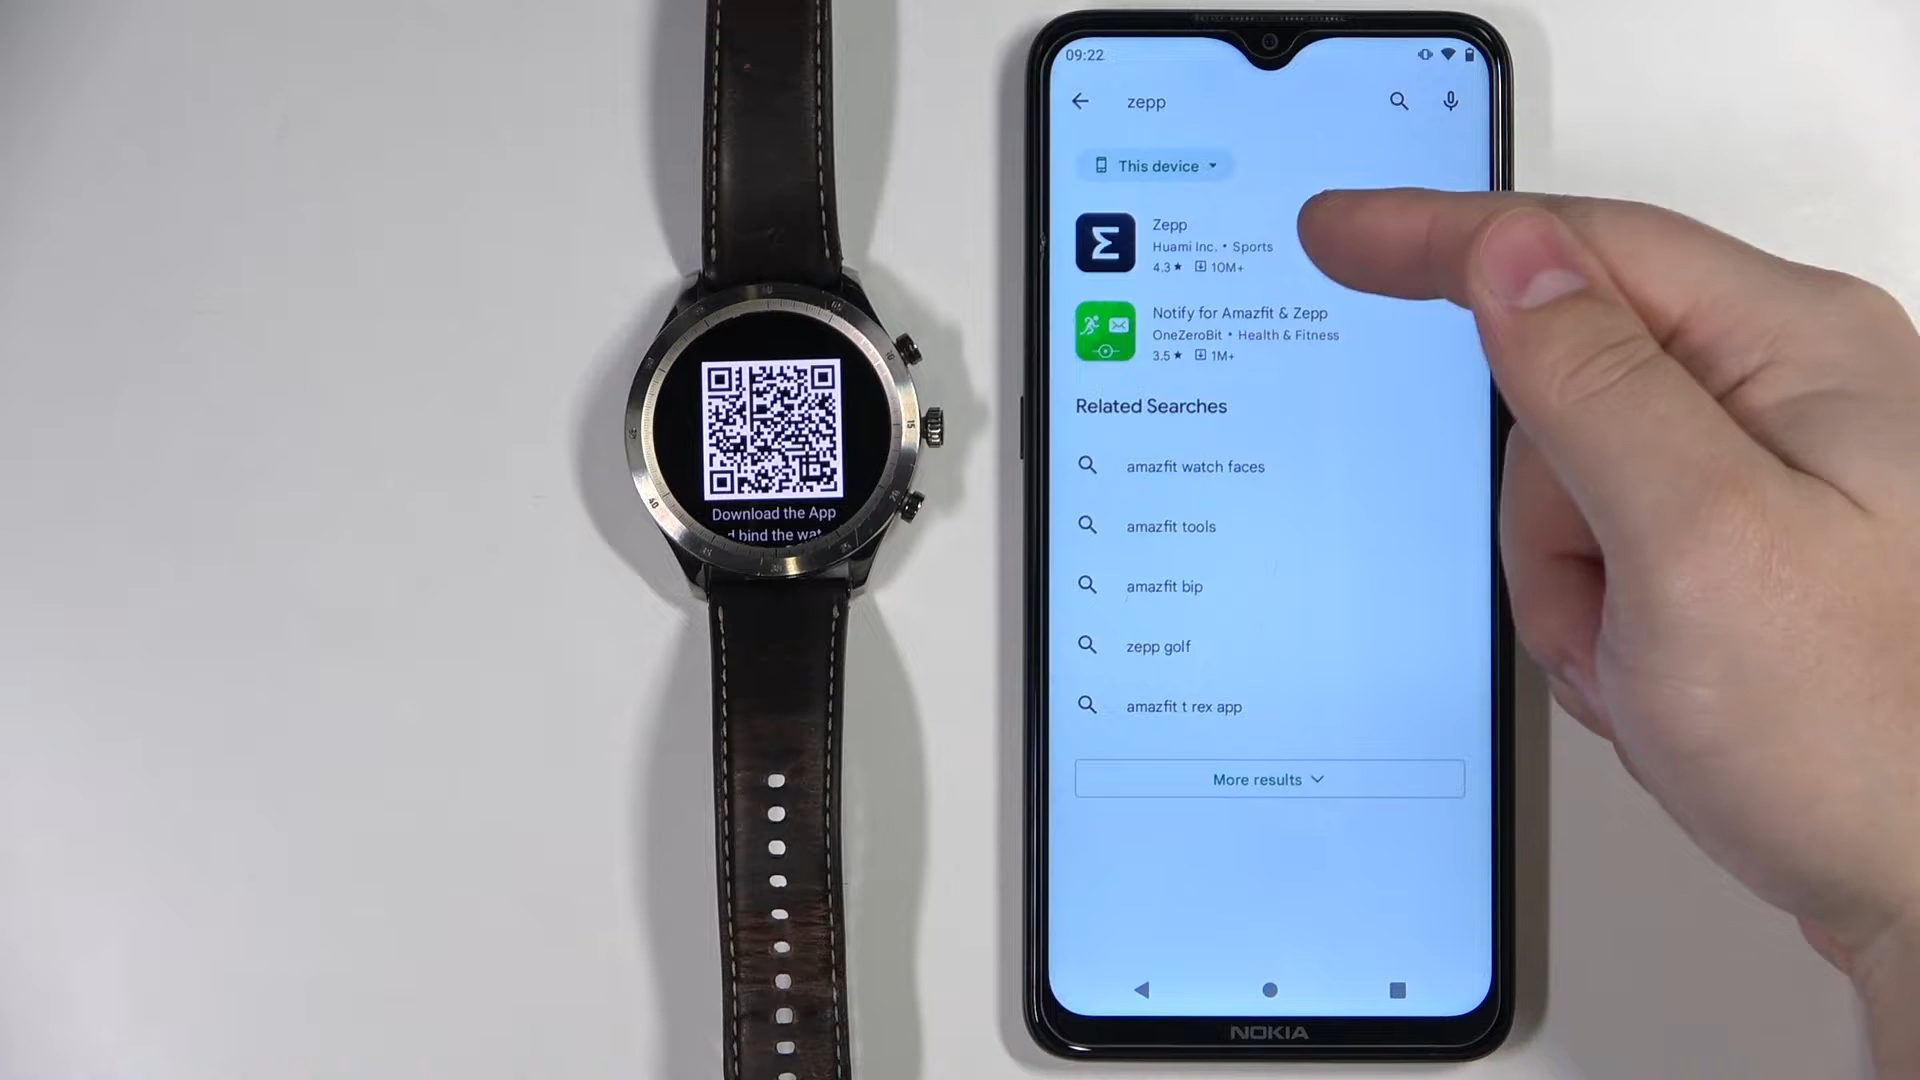 Download the App
bind the
09:22
zepp
This device
Zepp
Huami Inc. • Sports
4.3★ 10M+
Notify for Amazfit & Zepp
OneZeroBit • Health & Fitness
3.5★ 1M+
Related Searches
amazfit watch faces
amazfit tools
amazfit bip
zepp golf
amazfit t rex app
More results
NOKIA